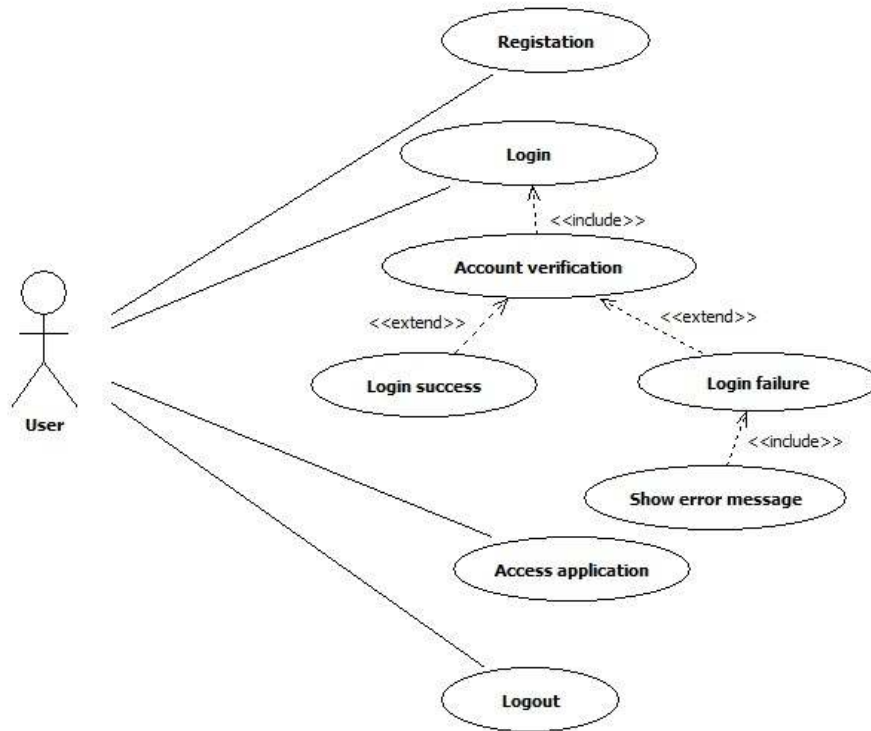 Registation
Login
<<include>>
Account verification
<<extend>>
<<extend>>
Login success
Login failure
User
<<include>>
Show error message
Access application
Logout